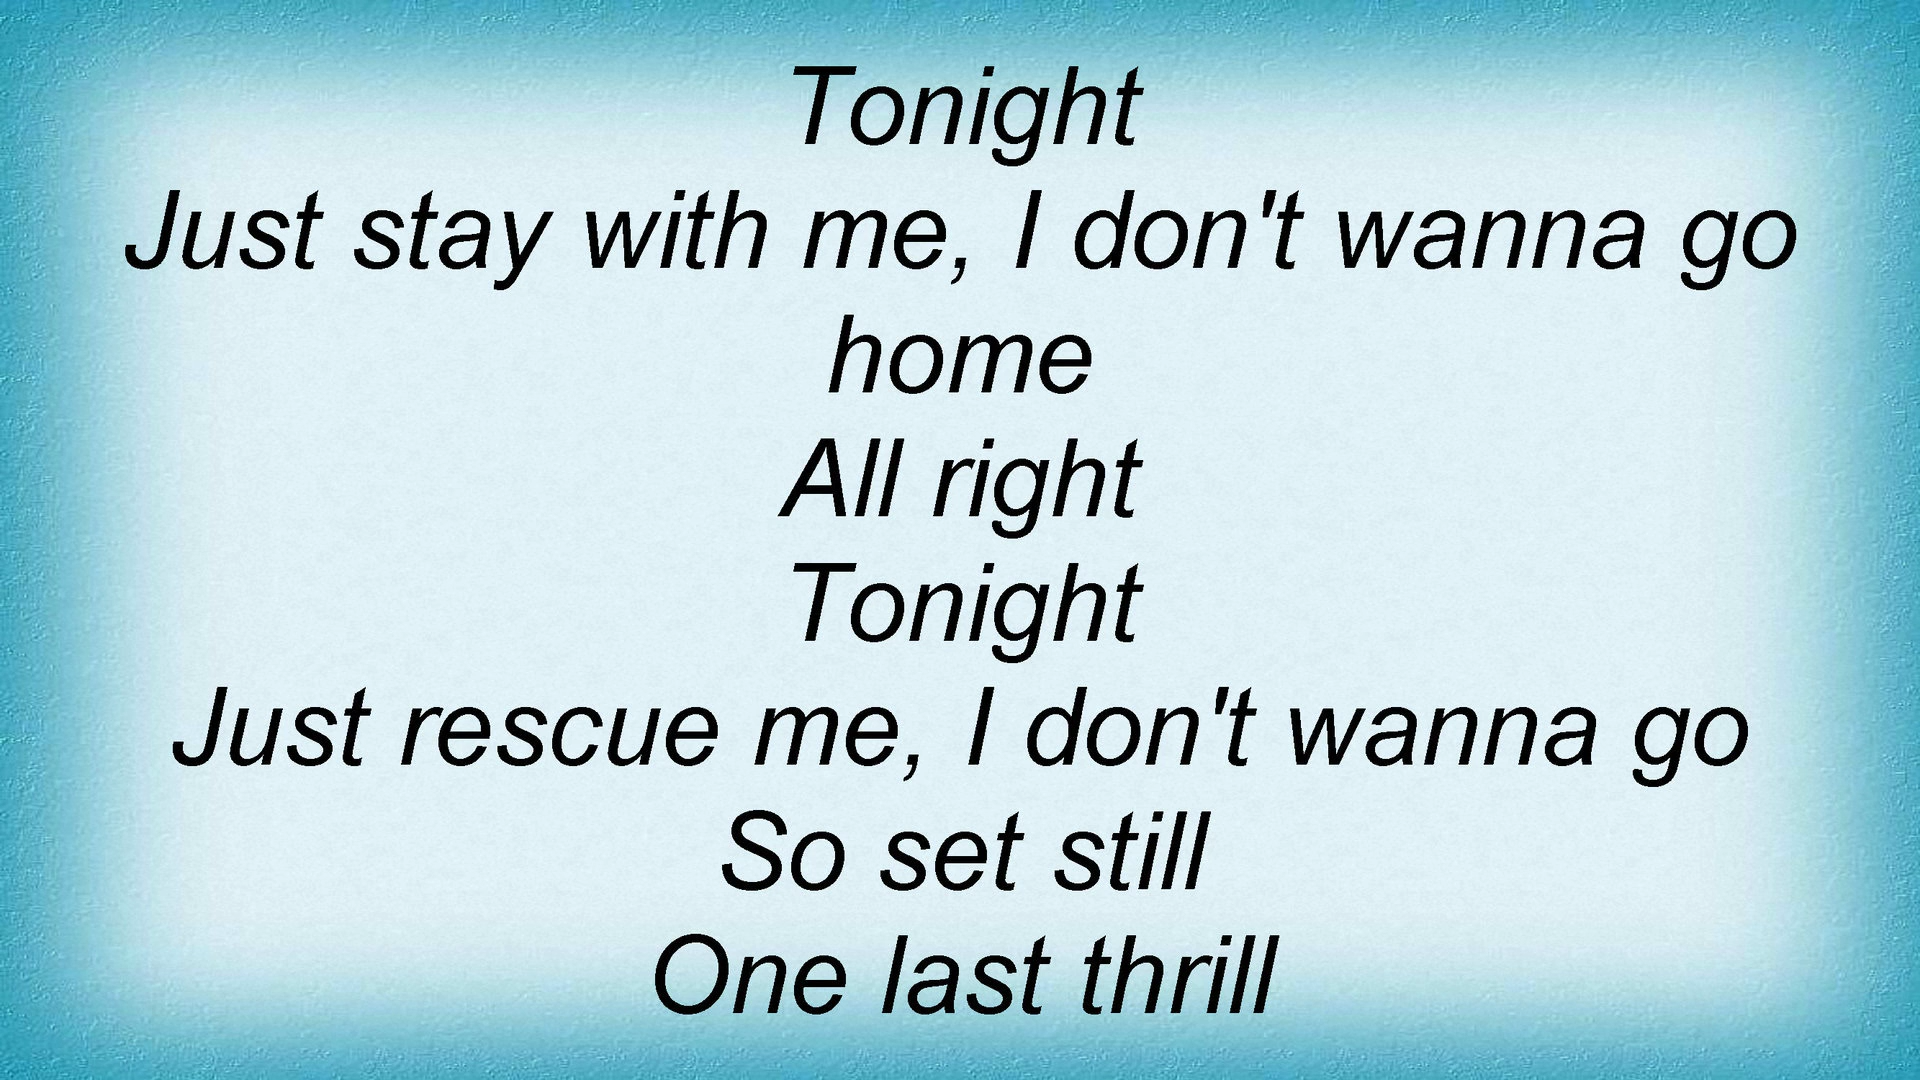 Tonight
Just stay with me, I don't wanna go
home
All right
Tonight
Just rescue me, I don't wanna go
So set still
One last thrill